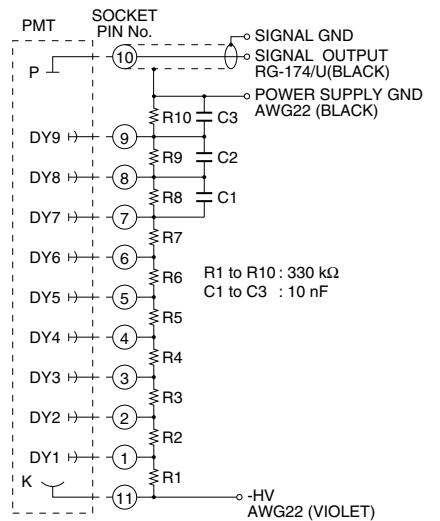 PMT
SOCKET
PIN No.
SIGNAL GND
10
SIGNAL OUTPUT
RG-174/U(BLACK)
P
POWER SUPPLY GND
AWG22 (BLACK)
R10
C3
DY9
9
R9
C2
DY8
8
R8
C1
DY7
7
R7
DY6
6
R6
R1 to R10 : 330 kΩ
C1 to C3 : 10 nF
DY5
5
R5
DY4
4
R4
DY3
3
R3
DY2
2
R2
DY1
1
R1
K
11
-HV
AWG22 (VIOLET)